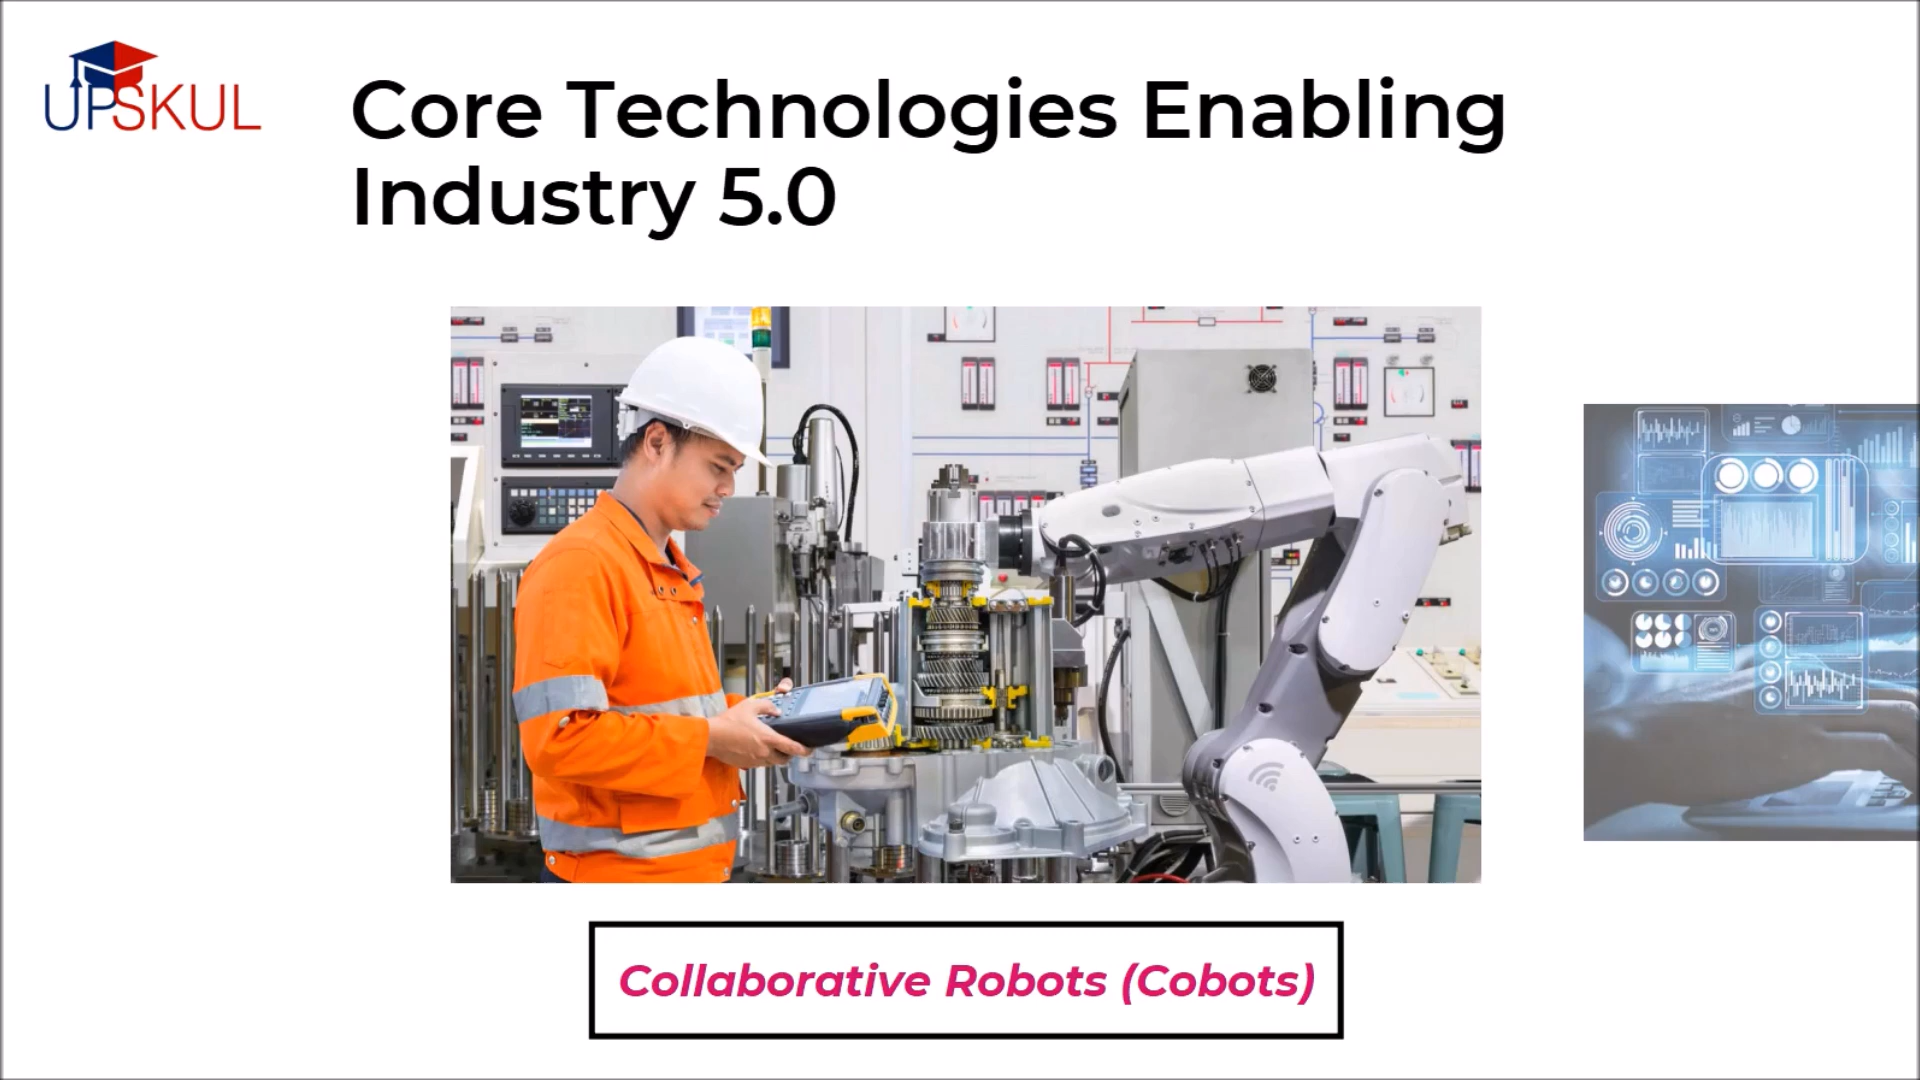 UPSKUL
Core Technologies Enabling
Industry 5.0
Collaborative Robots (Cobots)